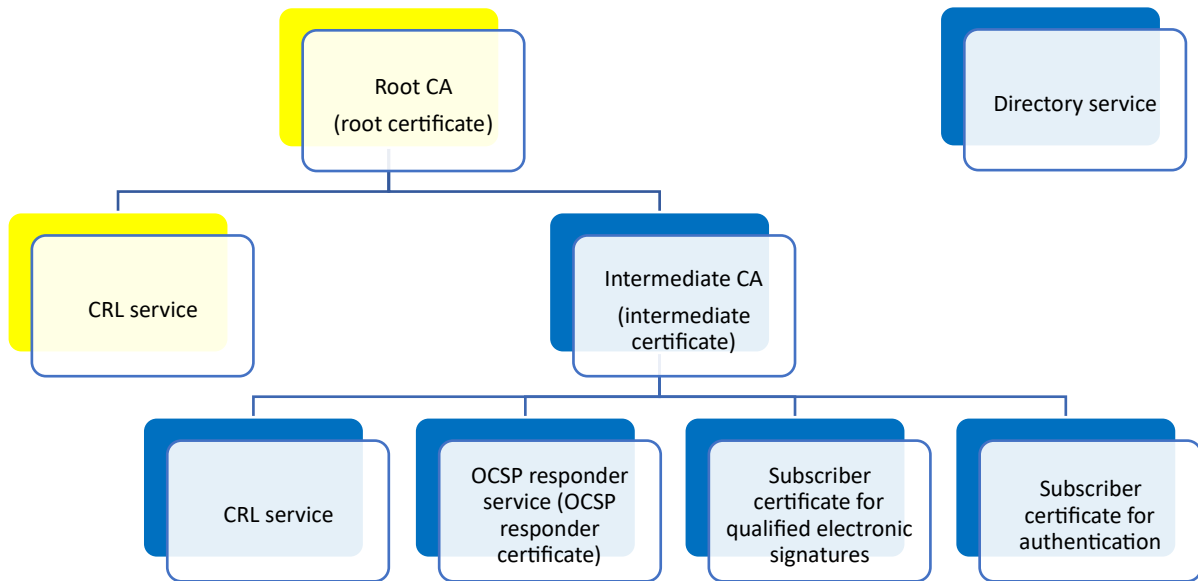 Root CA
(root certificate)
Directory service
CRL service
Intermediate CA
(intermediate
certificate)
CRL service
OCSP responder
service (OCSP
responder
certificate)
Subscriber
certificate for
qualified electronic
signatures
Subscriber
certificate for
authentication